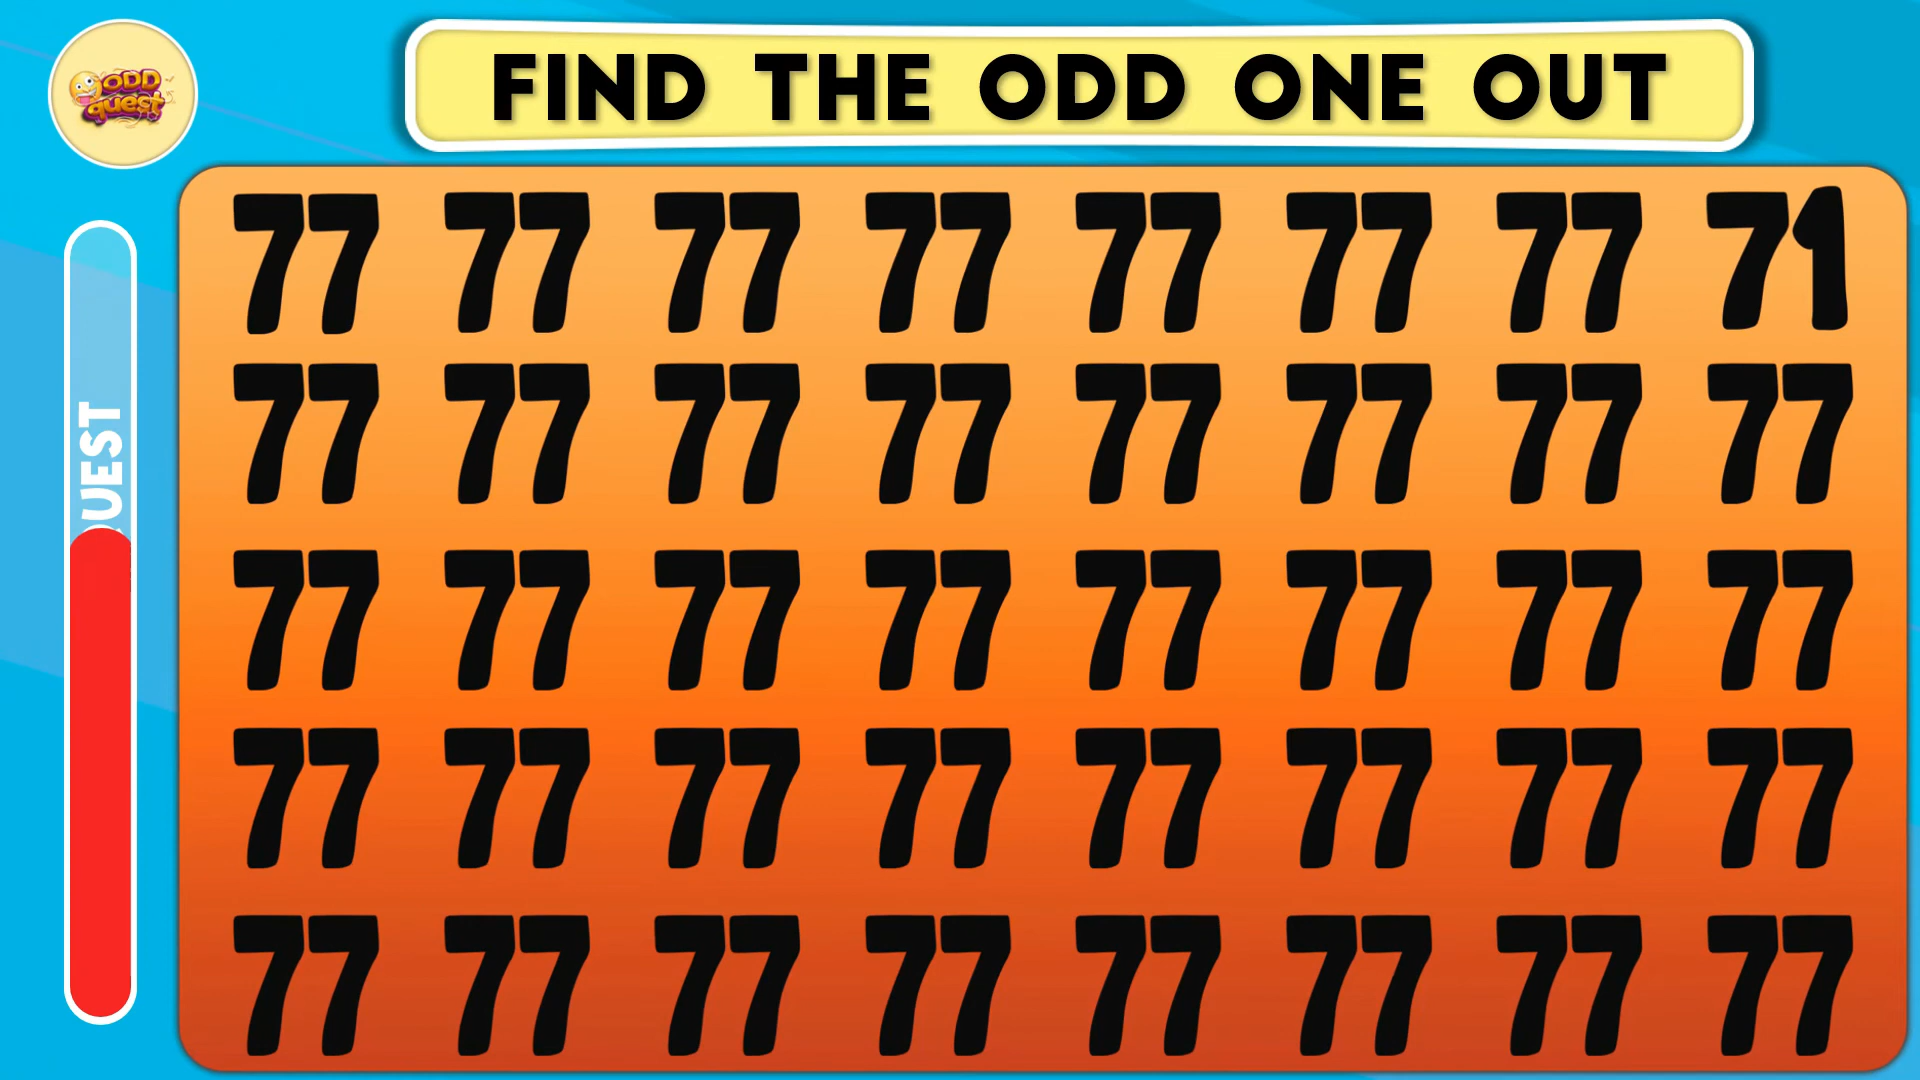 ODD
quest
FIND THE ODD ONE OUT
77 77 77 77 77 77 77 71
77 77 77 77 77 77 77 77
77 77 77 77 77 77 77 77
77 77 77 77 77 77 77 77
77 77 77 77 77 77 77 77
UEST